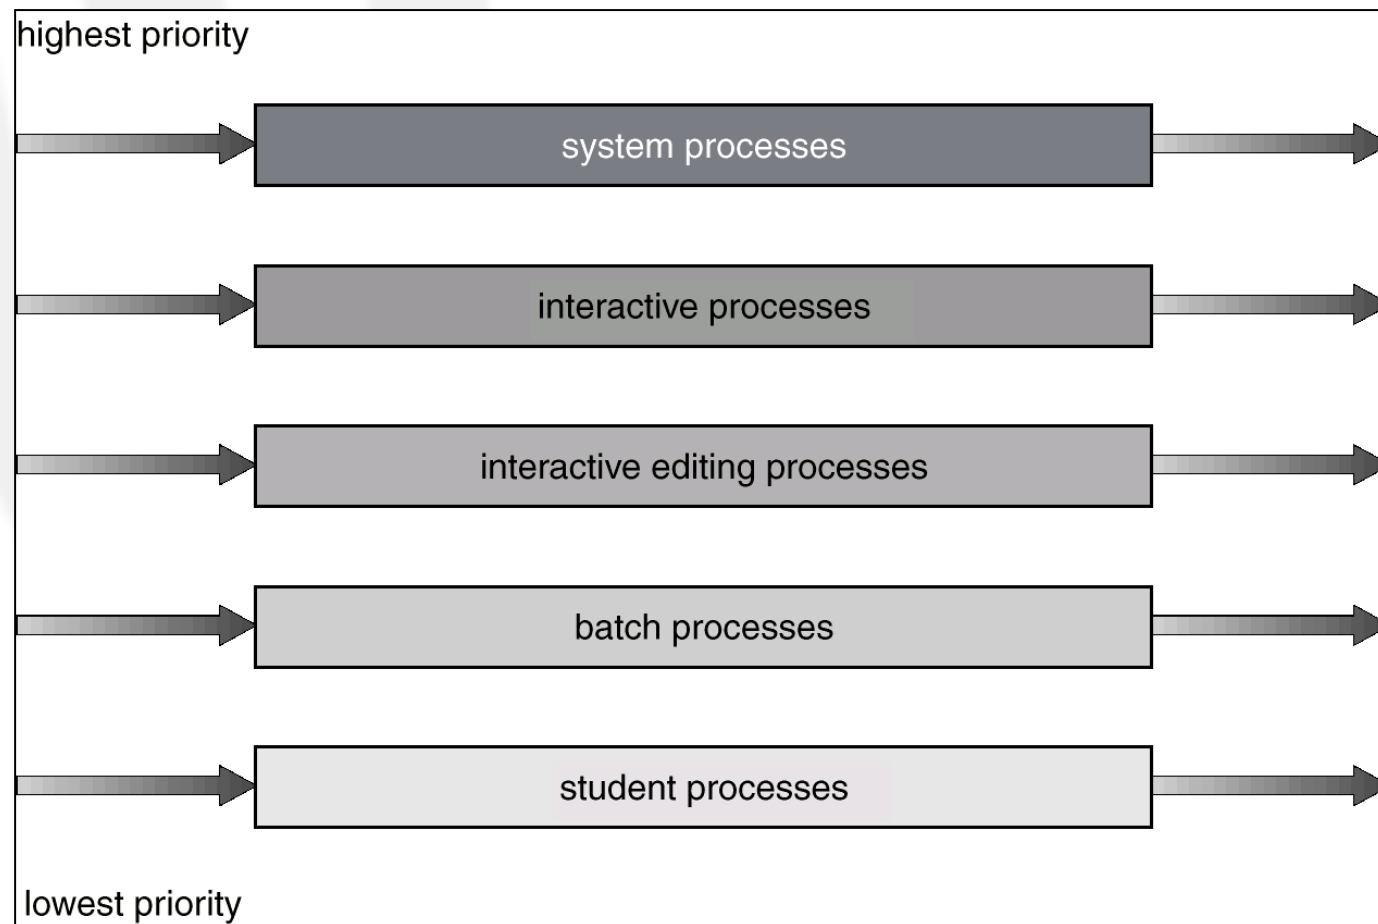 highest priority
system processes
interactive processes
interactive editing processes
batch processes
student processes
lowest priority